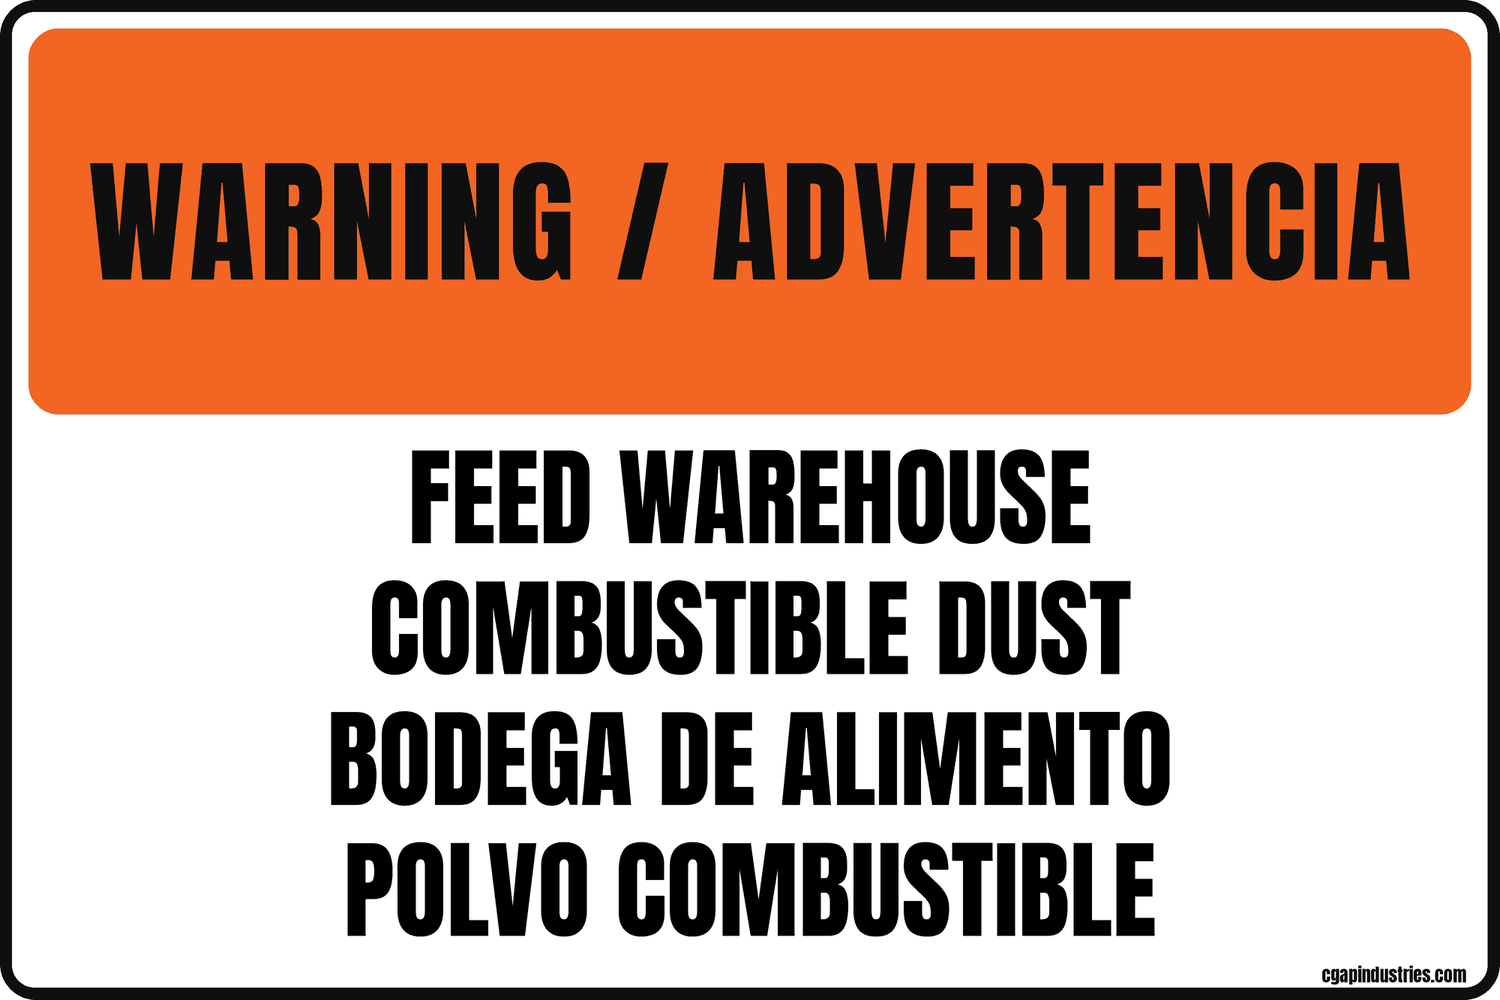 WARNING / ADVERTENCIA
FEED WAREHOUSE
COMBUSTIBLE DUST
BODEGA DE ALIMENTO
POLVO COMBUSTIBLE
cgapindustries.com